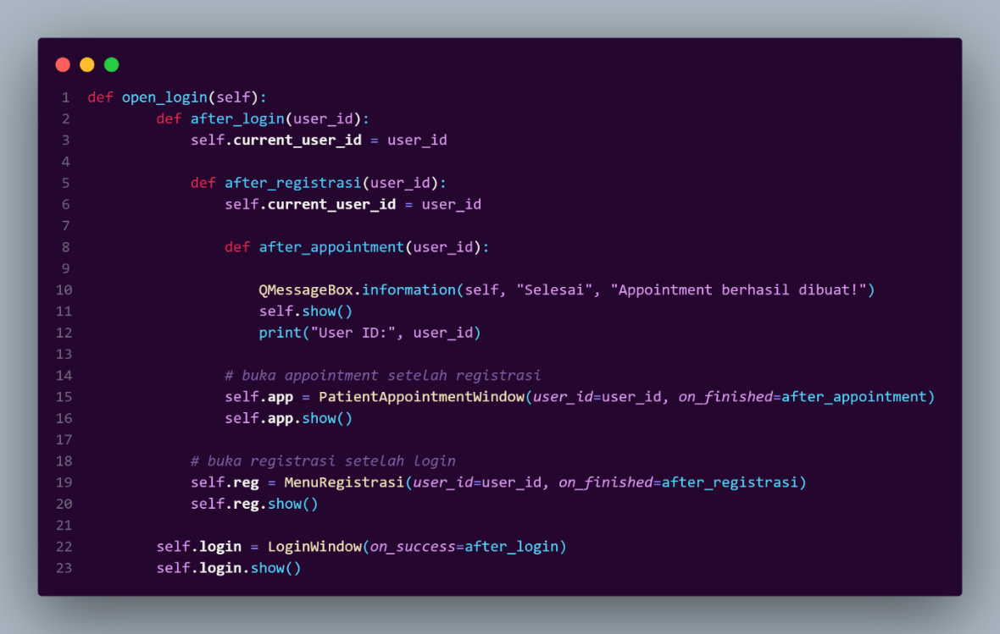 1 def open_login(self):
2         def after_login(user_id):
3             self.current_user_id = user_id
4
5             def after_registrasi(user_id):
6                 self.current_user_id = user_id
7
8                 def after_appointment(user_id):
9
10                     QMessageBox.information(self, "Selesai", "Appointment berhasil dibuat!")
11                     self.show()
12                     print("User ID:", user_id)
13
14                 # buka appointment setelah registrasi
15                 self.app = PatientAppointmentWindow(user_id=user_id, on_finished=after_appointment)
16                 self.app.show()
17
18             # buka registrasi setelah login
19             self.reg = MenuRegistrasi(user_id=user_id, on_finished=after_registrasi)
20             self.reg.show()
21
22         self.login = LoginWindow(on_success=after_login)
23         self.login.show()